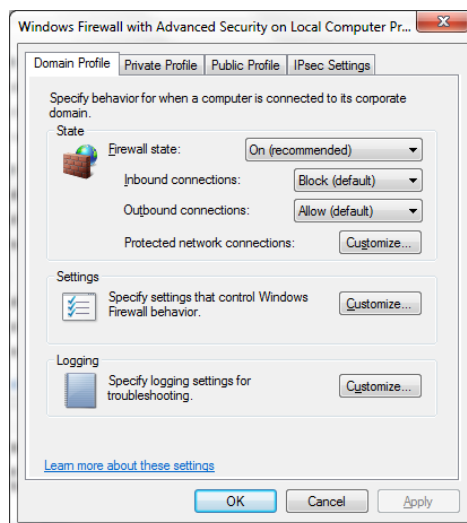 Windows Firewall with Advanced Security on Local Computer Pr...
Domain Profile Private Profile Public Profile IPsec Settings
Specify behavior for when a computer is connected to its corporate
domain.
State
Firewall state: On (recommended)
Inbound connections: Block (default)
Outbound connections: Allow (default)
Protected network connections: Customize...
Settings
Specify settings that control Windows
Firewall behavior.
Customize...
Logging
Specify logging settings for
troubleshooting.
Customize...
Learn more about these settings
OK Cancel Apply